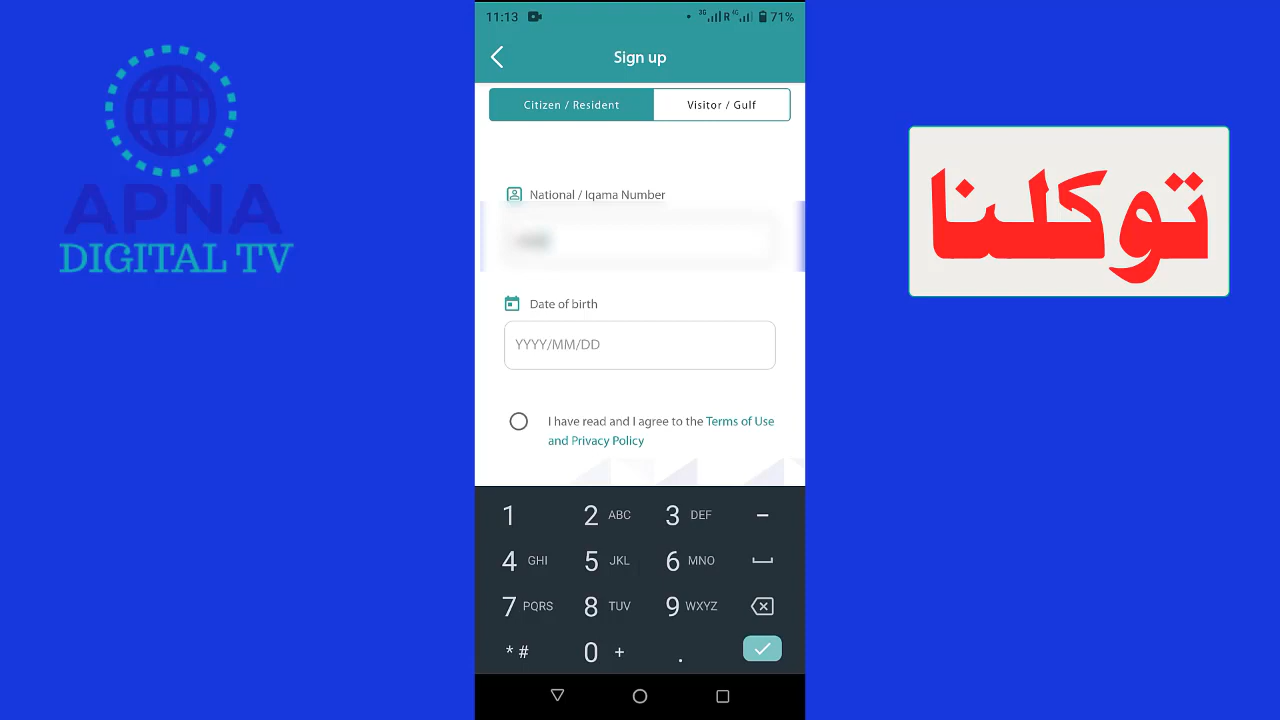 11:13
3G R 4G 71%
Sign up
Citizen / Resident
Visitor / Gulf
National / Iqama Number
Date of birth
YYYY/MM/DD
I have read and I agree to the Terms of Use
and Privacy Policy
1 2 ABC 3 DEF -
4 GHI 5 JKL 6 MNO
7 PQRS 8 TUV 9 WXYZ
* # 0 + .
APNA
DIGITAL TV
توكلنا